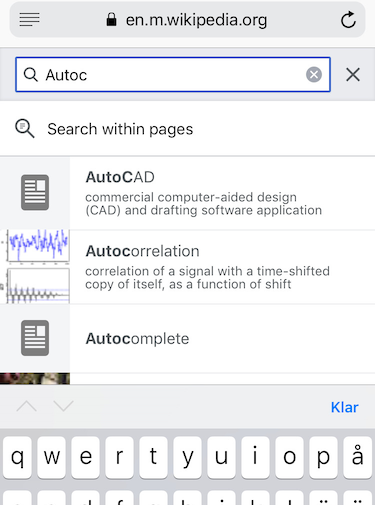 en.m.wikipedia.org
Autoc
Search within pages
AutoCAD
commercial computer-aided design
(CAD) and drafting software application
Autocorrelation
correlation of a signal with a time-shifted
copy of itself, as a function of shift
Autocomplete
Klar
q w e r t y u i o p å